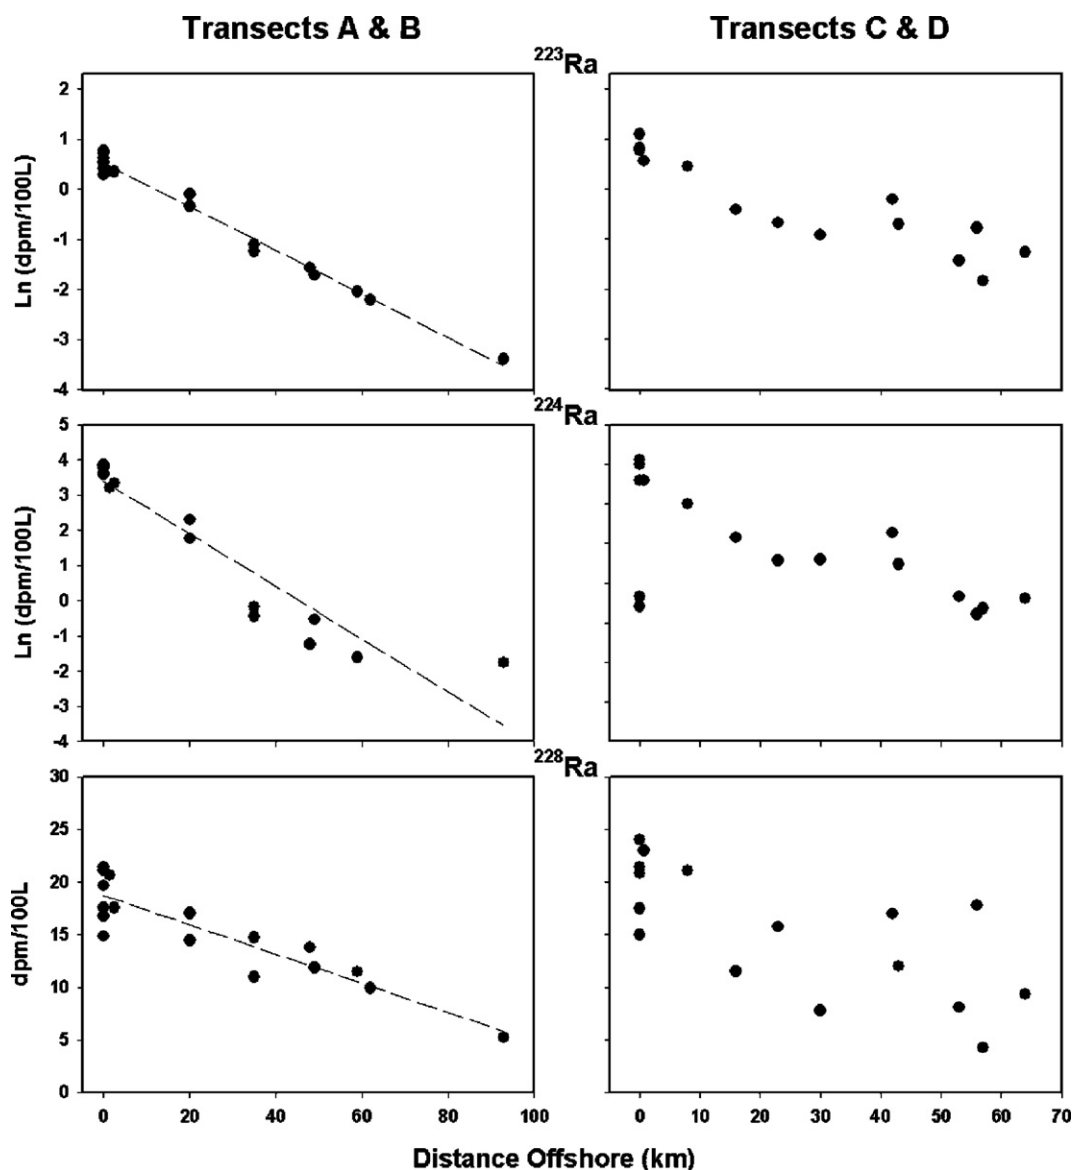 Transects A & B
Transects C & D
²²³Ra
2
1
0
-1
-2
-3
-4
Ln (dpm/100L)
²²⁴Ra
5
4
3
2
1
0
-1
-2
-3
-4
Ln (dpm/100L)
²²⁸Ra
30
25
20
15
10
5
0
dpm/100L
0 20 40 60 80 100
0 10 20 30 40 50 60 70
Distance Offshore (km)